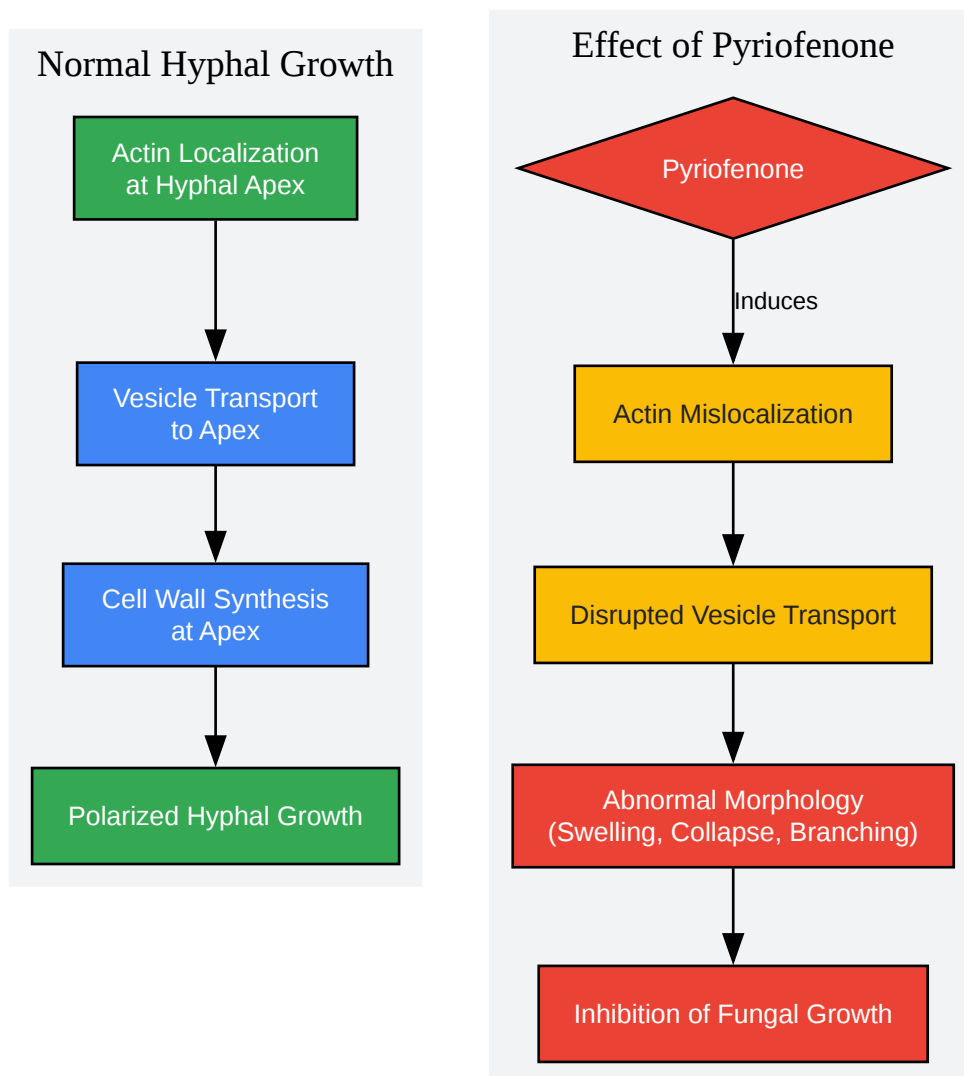 Normal Hyphal Growth
Actin Localization
at Hyphal Apex
Vesicle Transport
to Apex
Cell Wall Synthesis
at Apex
Polarized Hyphal Growth
Effect of Pyriofenone
Pyriofenone
Induces
Actin Mislocalization
Disrupted Vesicle Transport
Abnormal Morphology
(Swelling, Collapse, Branching)
Inhibition of Fungal Growth